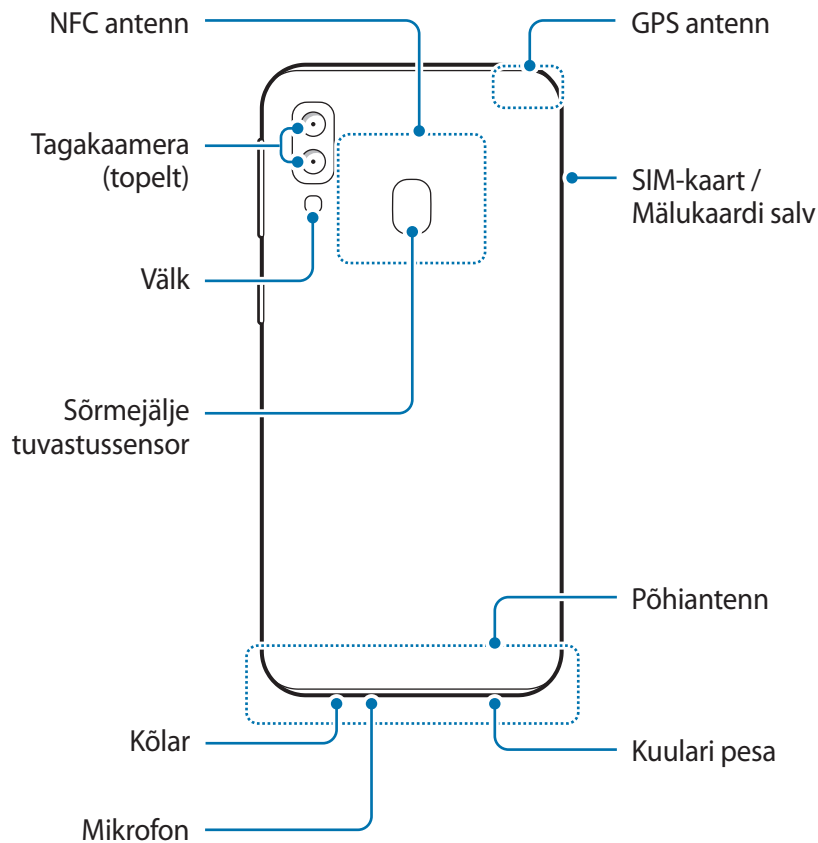 NFC antenn
GPS antenn
Tagakaamera
(topelt)
SIM-kaart /
Mälukaardi salv
Välk
Sõrmejälje
tuvastussensor
Põhiantenn
Kõlar
Kuulari pesa
Mikrofon